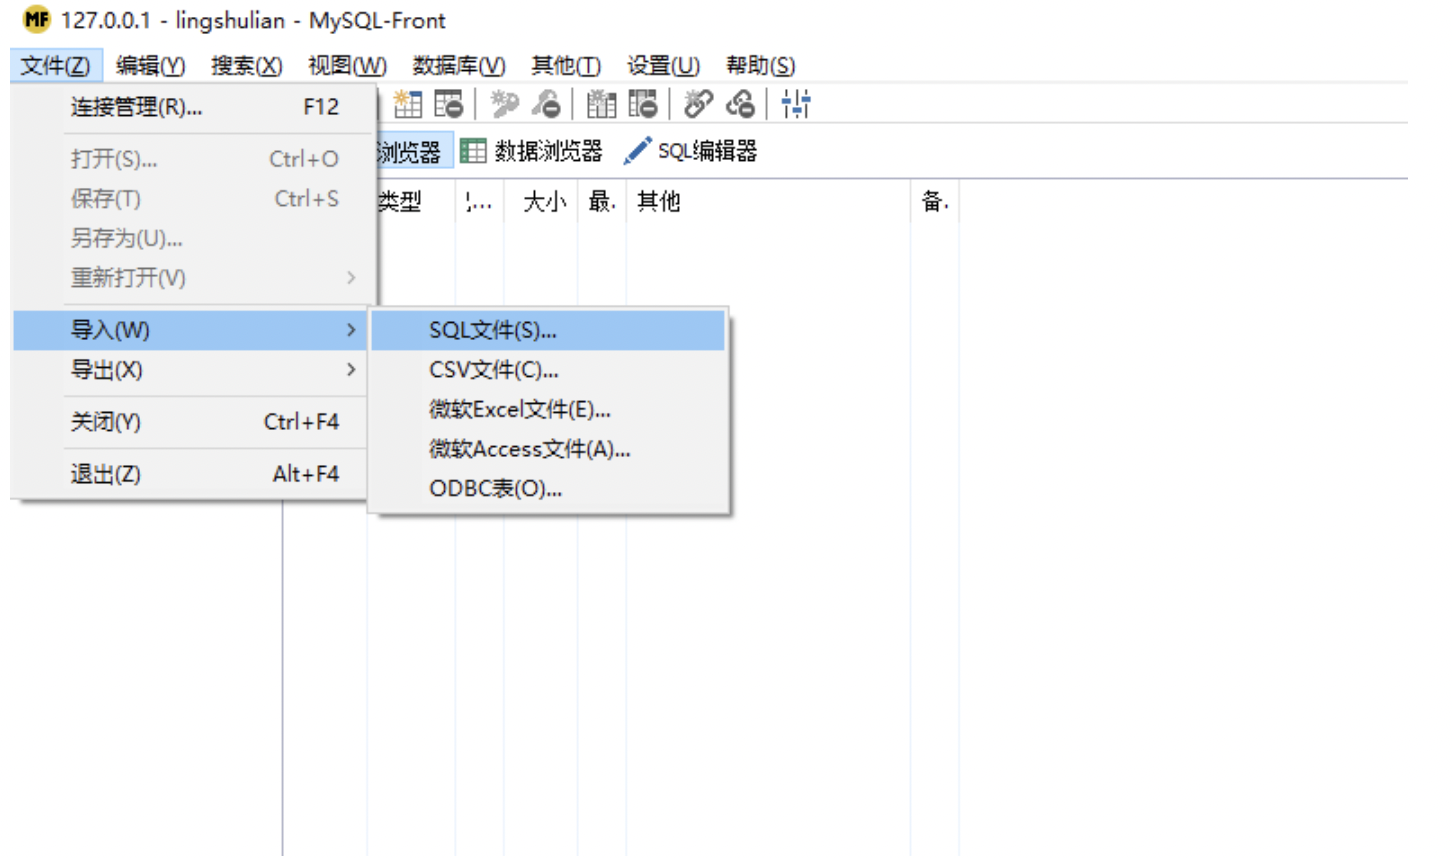 MF 127.0.0.1 - lingshulian - MySQL-Front
文件(Z) 编辑(Y) 搜索(X) 视图(W) 数据库(V) 其他(T) 设置(U) 帮助(S)
连接管理(R)... F12
浏览器 数据浏览器 SQL编辑器
打开(S)... Ctrl+O
保存(T) Ctrl+S
类型 ... 大小 最. 其他 备.
另存为(U)...
重新打开(V)
导入(W)
SQL文件(S)...
导出(X)
CSV文件(C)...
微软Excel文件(E)...
关闭(Y) Ctrl+F4
微软Access文件(A)...
退出(Z) Alt+F4
ODBC表(O)...